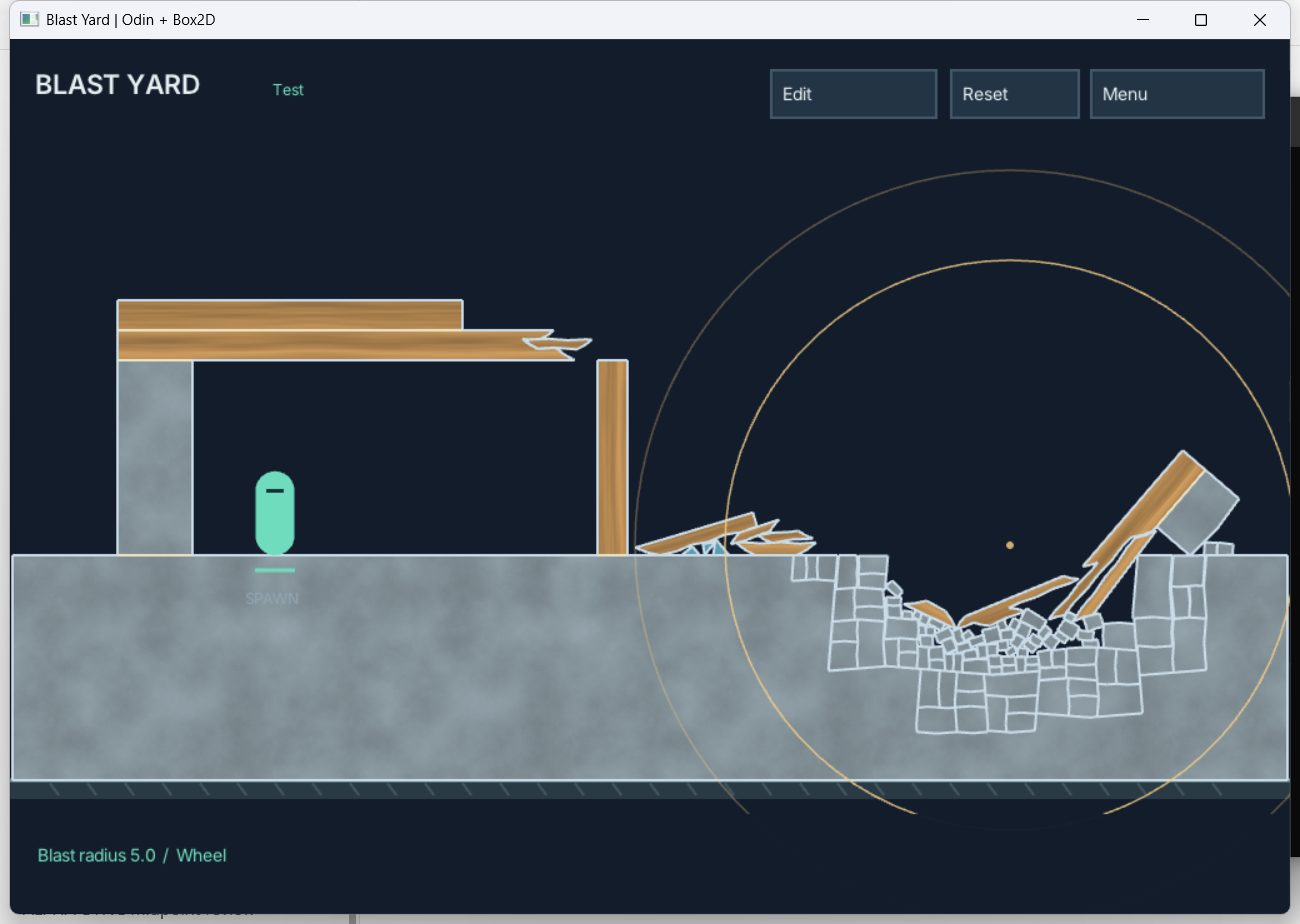 Blast Yard | Odin + Box2D
BLAST YARD
Test
Edit
Reset
Menu
SPAWN
Blast radius 5.0 / Wheel